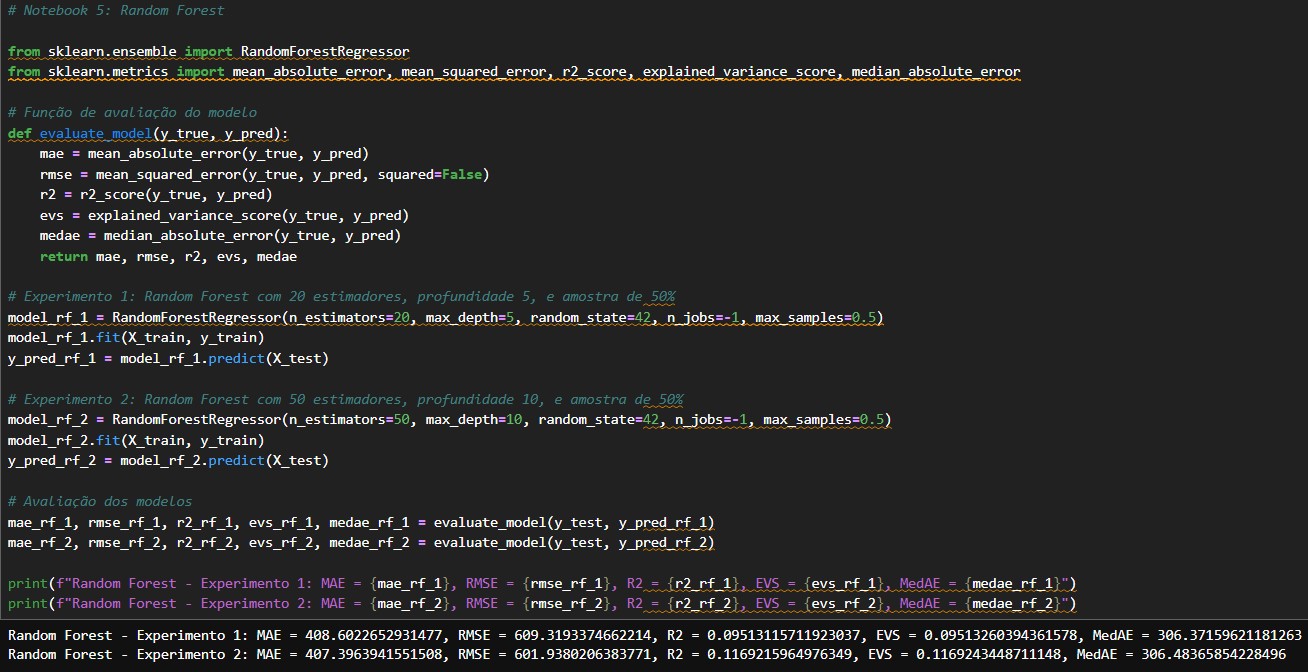 # Notebook 5: Random Forest
from sklearn.ensemble import RandomForestRegressor
from sklearn.metrics import mean_absolute_error, mean_squared_error, r2_score, explained_variance_score, median_absolute_error
# Função de avaliação do modelo
def evaluate_model(y_true, y_pred):
    mae = mean_absolute_error(y_true, y_pred)
    rmse = mean_squared_error(y_true, y_pred, squared=False)
    r2 = r2_score(y_true, y_pred)
    evs = explained_variance_score(y_true, y_pred)
    medae = median_absolute_error(y_true, y_pred)
    return mae, rmse, r2, evs, medae
# Experimento 1: Random Forest com 20 estimadores, profundidade 5, e amostra de 50%
model_rf_1 = RandomForestRegressor(n_estimators=20, max_depth=5, random_state=42, n_jobs=-1, max_samples=0.5)
model_rf_1.fit(X_train, y_train)
y_pred_rf_1 = model_rf_1.predict(X_test)
# Experimento 2: Random Forest com 50 estimadores, profundidade 10, e amostra de 50%
model_rf_2 = RandomForestRegressor(n_estimators=50, max_depth=10, random_state=42, n_jobs=-1, max_samples=0.5)
model_rf_2.fit(X_train, y_train)
y_pred_rf_2 = model_rf_2.predict(X_test)
# Avaliação dos modelos
mae_rf_1, rmse_rf_1, r2_rf_1, evs_rf_1, medae_rf_1 = evaluate_model(y_test, y_pred_rf_1)
mae_rf_2, rmse_rf_2, r2_rf_2, evs_rf_2, medae_rf_2 = evaluate_model(y_test, y_pred_rf_2)
print(f"Random Forest - Experimento 1: MAE = {mae_rf_1}, RMSE = {rmse_rf_1}, R2 = {r2_rf_1}, EVS = {evs_rf_1}, MedAE = {medae_rf_1}")
print(f"Random Forest - Experimento 2: MAE = {mae_rf_2}, RMSE = {rmse_rf_2}, R2 = {r2_rf_2}, EVS = {evs_rf_2}, MedAE = {medae_rf_2}")
Random Forest - Experimento 1: MAE = 408.6022652931477, RMSE = 609.3193374662214, R2 = 0.09513115711923037, EVS = 0.09513260394361578, MedAE = 306.37159621181263
Random Forest - Experimento 2: MAE = 407.3963941551508, RMSE = 601.9380206383771, R2 = 0.1169215964976349, EVS = 0.1169243448711148, MedAE = 306.48365854228496